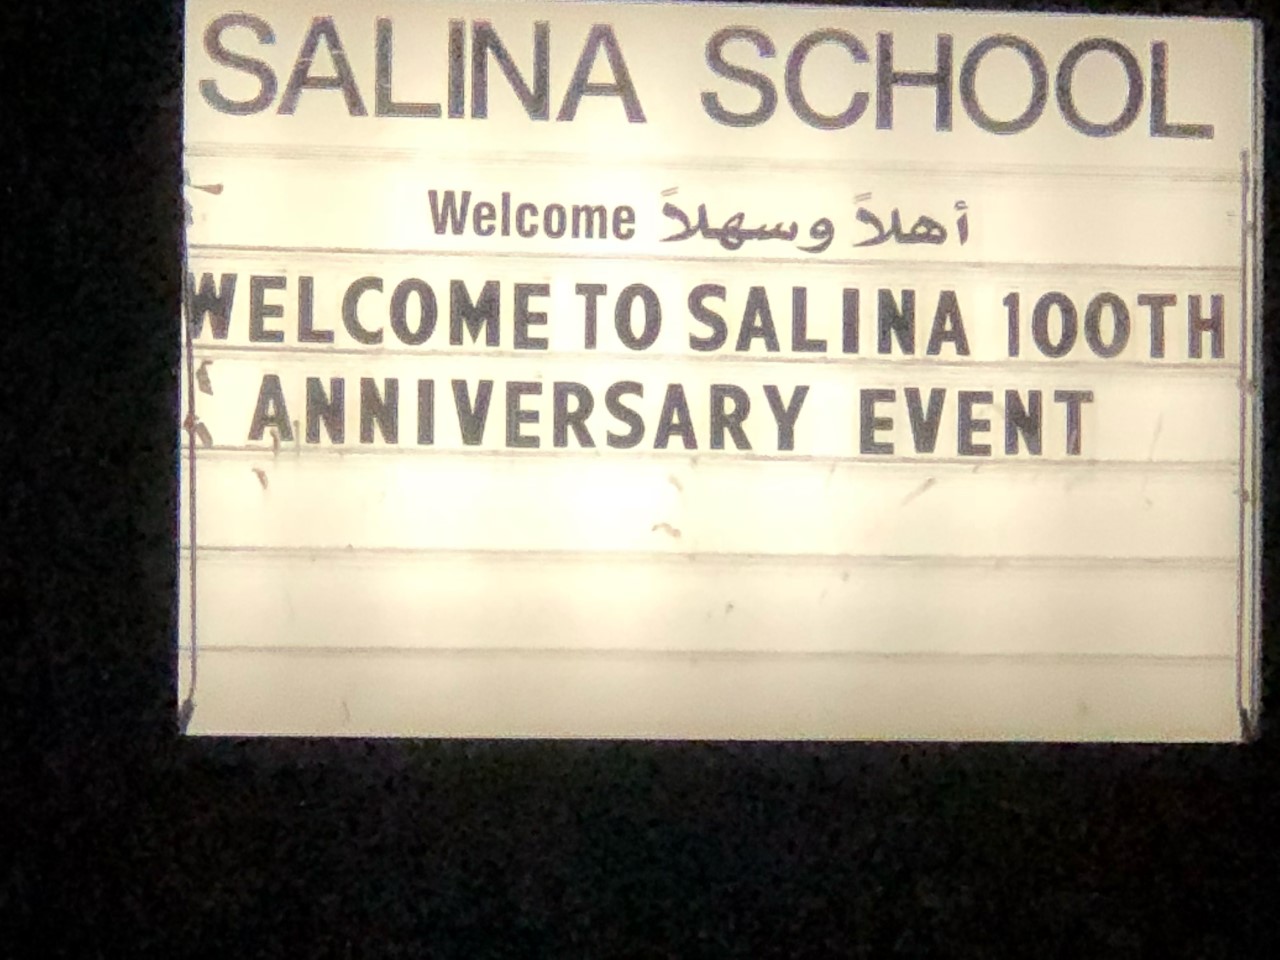 SALINA SCHOOL
Welcome أهلاً وسهلاً
WELCOME TO SALINA 100TH
ANNIVERSARY EVENT